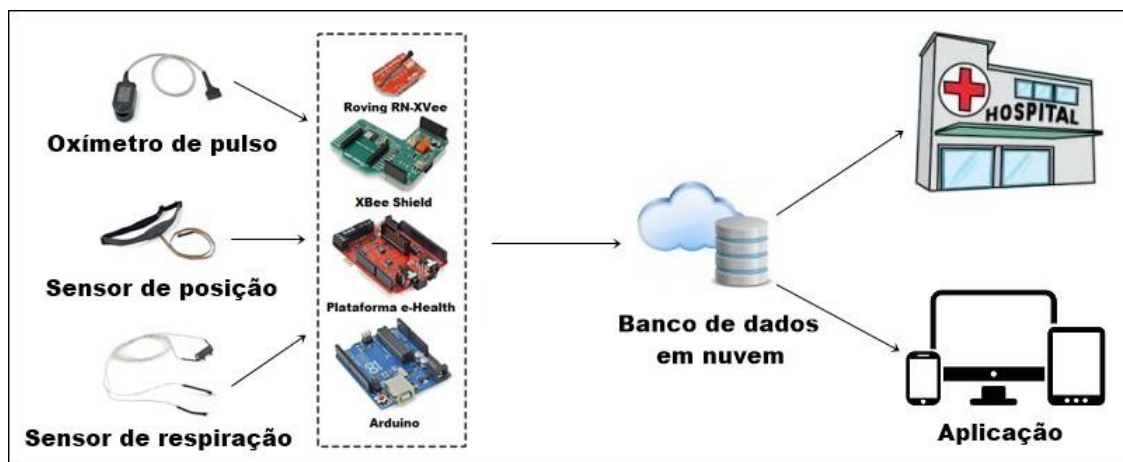 Oxímetro de pulso
Sensor de posição
Sensor de respiração
Roving RN-XVee
XBee Shield
Plataforma e-Health
Arduino
Banco de dados
em nuvem
HOSPITAL
Aplicação